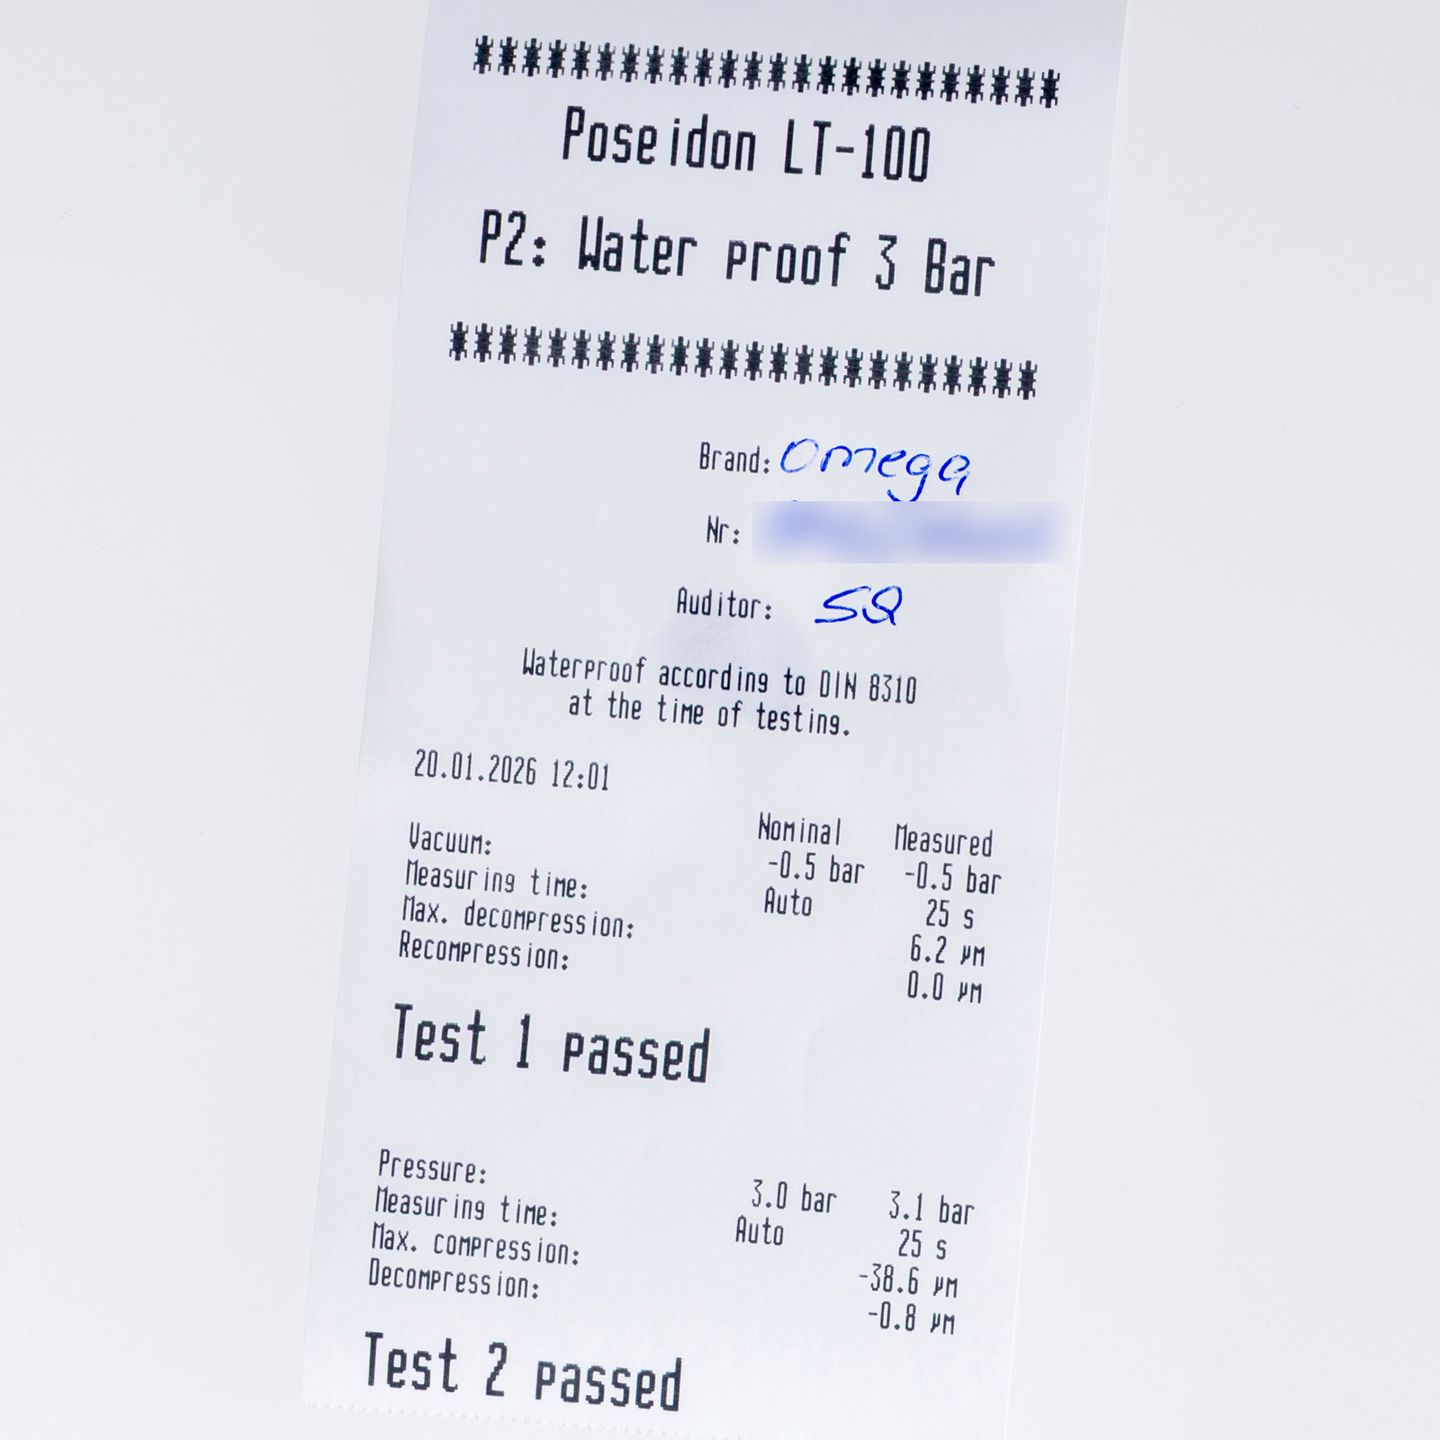 ************************
Poseidon LT-100
P2: Water proof 3 Bar
************************
Brand: Omega
Nr:
Auditor: SQ
Waterproof according to DIN 8310
at the time of testing.
20.01.2026 12:01
Nominal Measured
Vacuum: -0.5 bar -0.5 bar
Measuring time: Auto 25 s
Max. decompression: 6.2 µm
Recompression: 0.0 µm
Test 1 passed
Pressure: 3.0 bar 3.1 bar
Measuring time: Auto 25 s
Max. compression: -38.6 µm
Decompression: -0.8 µm
Test 2 passed